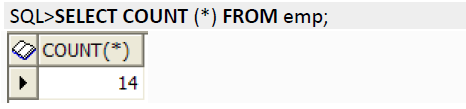 SQL>SELECT COUNT (*) FROM emp;
COUNT(*)
14